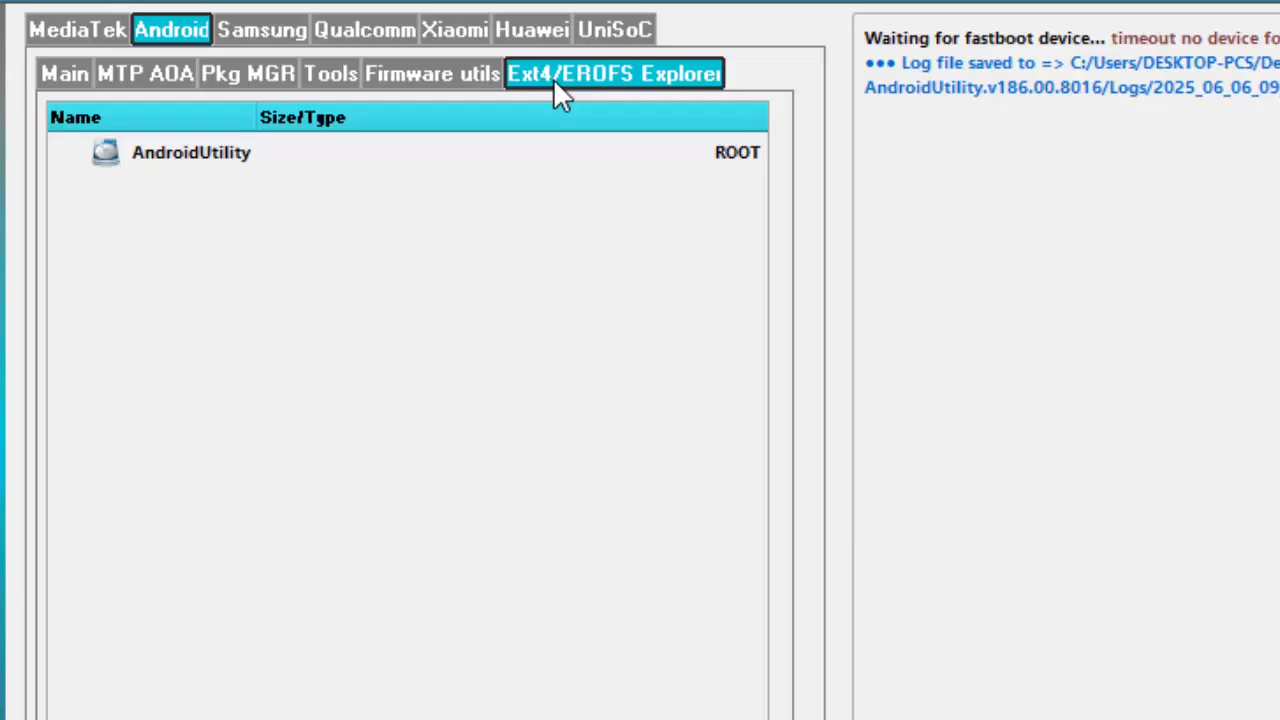 MediaTek Android Samsung Qualcomm Xiaomi Huawei UniSoC
Main MTP AOA Pkg MGR Tools Firmware utils Ext4/EROFS Explorer
Name Size/Type
AndroidUtility ROOT
Waiting for fastboot device... timeout no device fo
••• Log file saved to => C:/Users/DESKTOP-PCS/De
AndroidUtility.v186.00.8016/Logs/2025_06_06_09